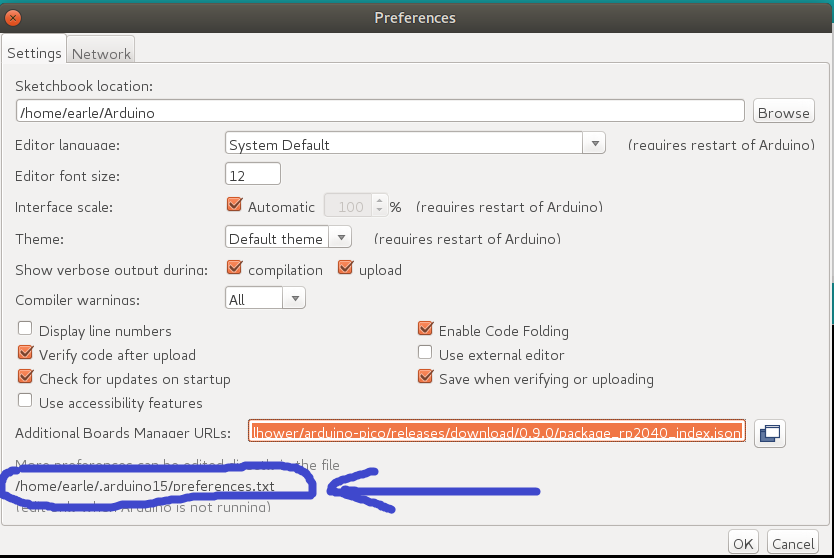 Preferences
Settings Network
Sketchbook location:
/home/earle/Arduino Browse
Editor language: System Default (requires restart of Arduino)
Editor font size: 12
Interface scale: Automatic 100 % (requires restart of Arduino)
Theme: Default theme (requires restart of Arduino)
Show verbose output during: compilation upload
Compiler warnings: All
Display line numbers Enable Code Folding
Verify code after upload Use external editor
Check for updates on startup Save when verifying or uploading
Use accessibility features
Additional Boards Manager URLs: lhower/arduino-pico/releases/download/0.9.0/package_rp2040_index.json
More preferences can be edited directly in the file
/home/earle/.arduino15/preferences.txt
(edit only when Arduino is not running)
OK Cancel